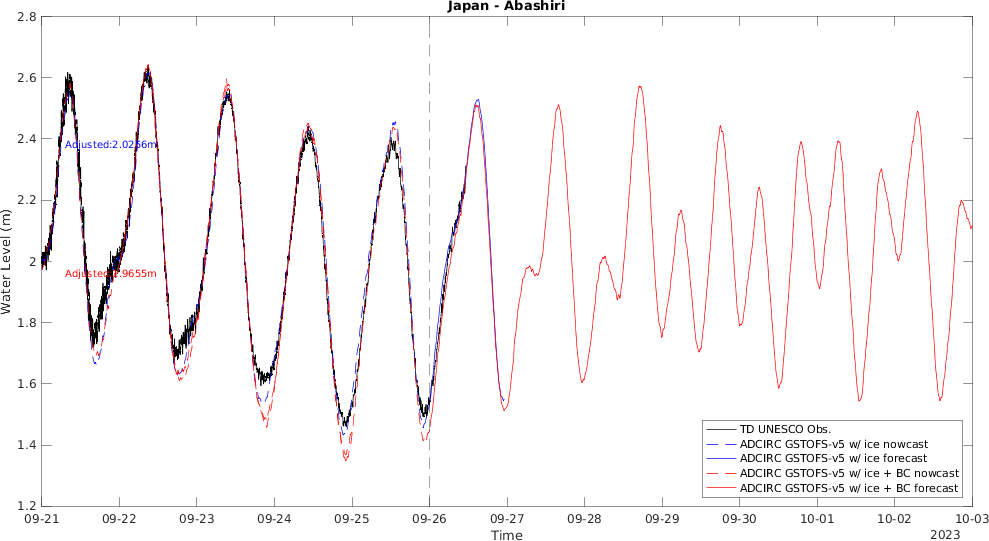 Japan - Abashiri
2.8
2.6
2.4
2.2
2
1.8
1.6
1.4
1.2
Water Level (m)
Adjusted:2.0256m
Adjusted:1.9655m
TD UNESCO Obs.
ADCIRC GSTOFS-v5 w/ ice nowcast
ADCIRC GSTOFS-v5 w/ ice forecast
ADCIRC GSTOFS-v5 w/ ice + BC nowcast
ADCIRC GSTOFS-v5 w/ ice + BC forecast
09-21 09-22 09-23 09-24 09-25 09-26 09-27 09-28 09-29 09-30 10-01 10-02 10-03
Time
2023